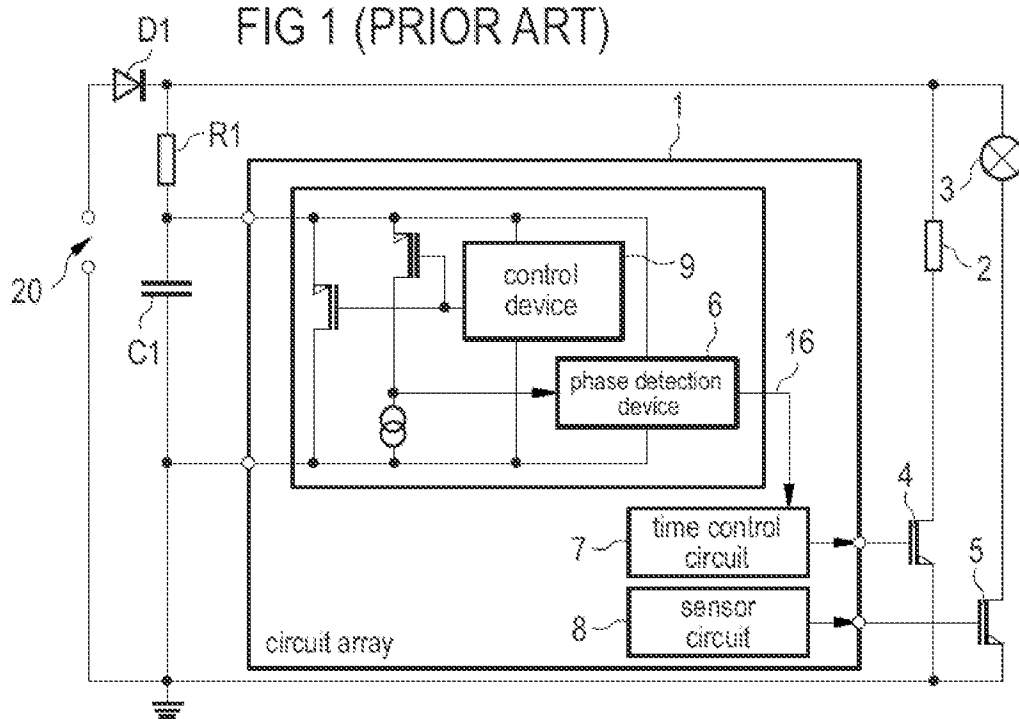 FIG 1 (PRIOR ART)
D1
1
R1
3
20
control
device
9
2
C1
6
16
phase detection
device
4
time control
circuit
7
5
sensor
circuit
8
circuit array